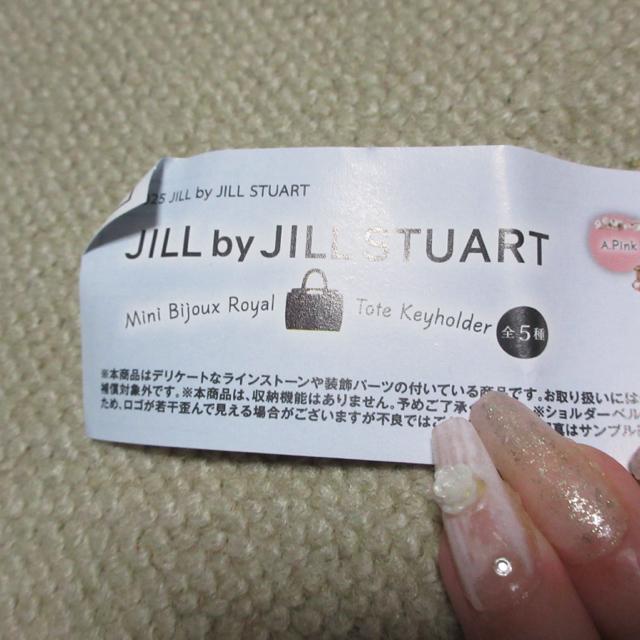 25 JILL by JILL STUART
JILL by JILL STUART
A.Pink
Mini Bijoux Royal Tote Keyholder 全5種
※本商品はデリケートなラインストーンや装飾パーツの付いている商品です。お取り扱いには
補償対象外です。※本商品は、収納機能はありません。予めご了承 ※ショルダーベル
ため、ロゴが若干歪んで見える場合がございますが不良では はサンプル